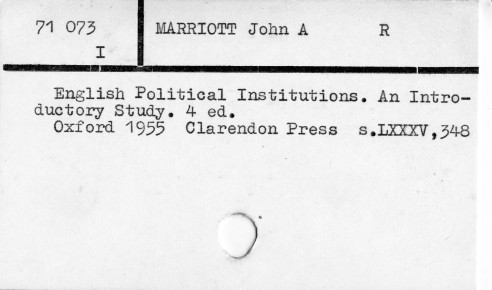 71 073 MARRIOTT John A R
I
English Political Institutions. An Intro-
ductory Study. 4 ed.
Oxford 1955 Clarendon Press s.LXXXV,348